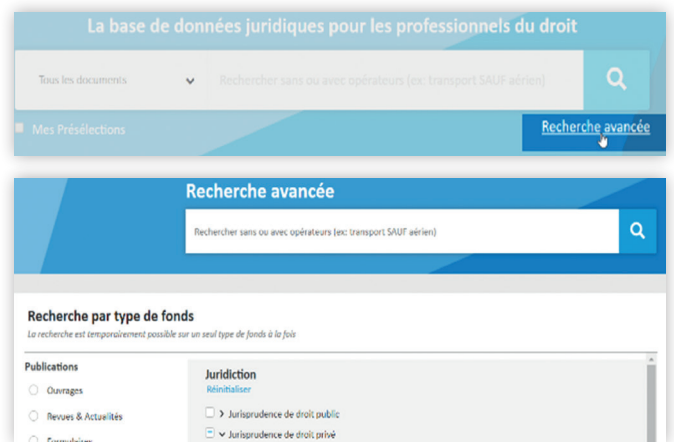 La base de données juridiques pour les professionnels du droit
Tous les documents
Rechercher sans ou avec opérateurs (ex: transport SAUF aérien)
Mes Présélections
Recherche avancée
Recherche avancée
Rechercher sans ou avec opérateurs (ex: transport SAUF aérien)
Recherche par type de fonds
La recherche est temporairement possible sur un seul type de fonds à la fois
Publications
Juridiction
Réinitialiser
Ouvrages
Jurisprudence de droit public
Revues & Actualités
Jurisprudence de droit privé
Formulaires